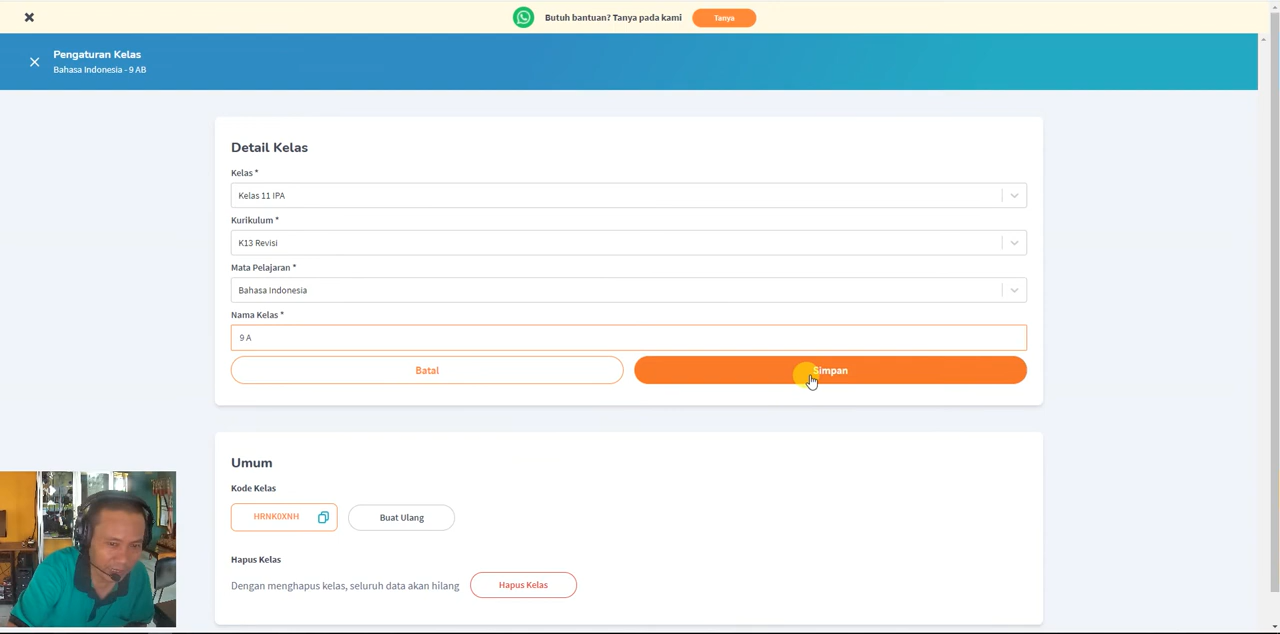 Butuh bantuan? Tanya pada kami
Tanya
Pengaturan Kelas
Bahasa Indonesia - 9 AB
Detail Kelas
Kelas *
Kelas 11 IPA
Kurikulum *
K13 Revisi
Mata Pelajaran *
Bahasa Indonesia
Nama Kelas *
9 A
Batal
Simpan
Umum
Kode Kelas
HRNK0XNH
Buat Ulang
Hapus Kelas
Dengan menghapus kelas, seluruh data akan hilang
Hapus Kelas